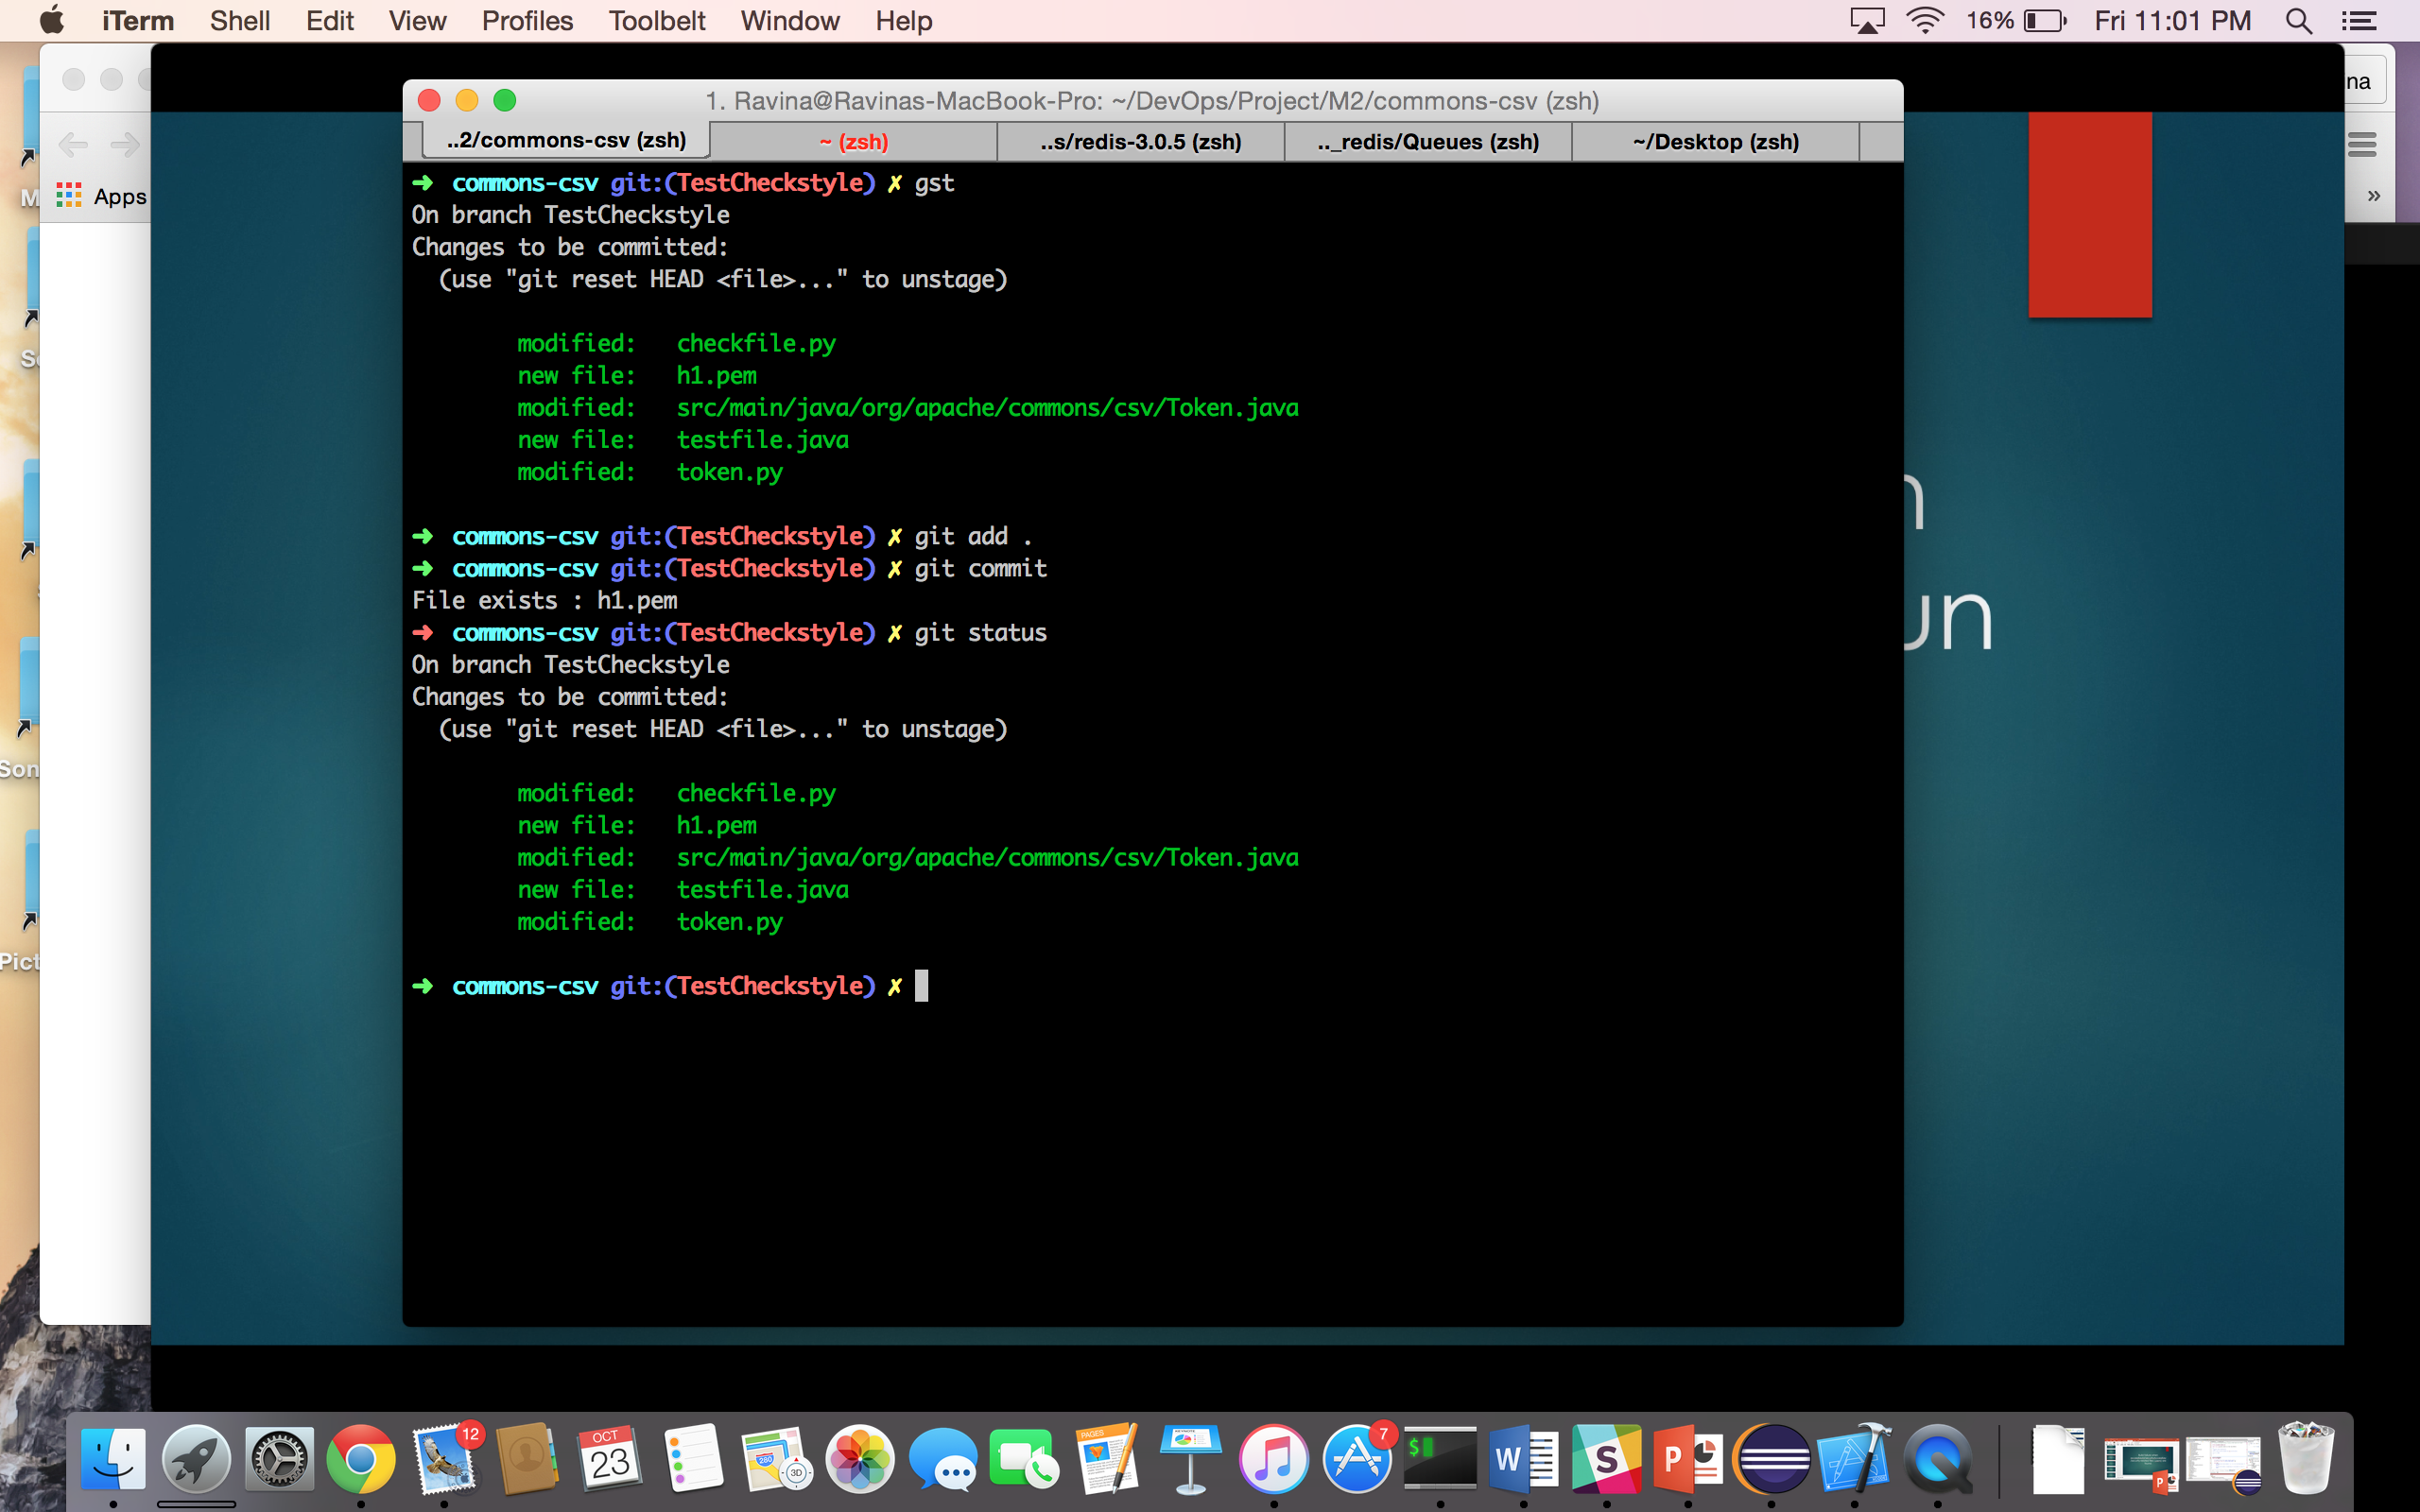 iTerm Shell Edit View Profiles Toolbelt Window Help 16% Fri 11:01 PM
1. Ravina@Ravinas-MacBook-Pro: ~/DevOps/Project/M2/commons-csv (zsh)
na
..2/commons-csv (zsh) ~ (zsh) ..s/redis-3.0.5 (zsh) .._redis/Queues (zsh) ~/Desktop (zsh)
Apps
»
➜ commons-csv git:(TestCheckstyle) ✗ gst
On branch TestCheckstyle
Changes to be committed:
(use "git reset HEAD <file>..." to unstage)
modified: checkfile.py
new file: h1.pem
modified: src/main/java/org/apache/commons/csv/Token.java
new file: testfile.java
modified: token.py
➜ commons-csv git:(TestCheckstyle) ✗ git add .
➜ commons-csv git:(TestCheckstyle) ✗ git commit
File exists : h1.pem
➜ commons-csv git:(TestCheckstyle) ✗ git status
On branch TestCheckstyle
Changes to be committed:
(use "git reset HEAD <file>..." to unstage)
modified: checkfile.py
new file: h1.pem
modified: src/main/java/org/apache/commons/csv/Token.java
new file: testfile.java
modified: token.py
➜ commons-csv git:(TestCheckstyle) ✗
un
Son
Pict
12
OCT
23
PAGES
280
3D
7
$
W
S
P